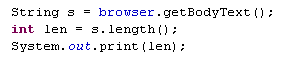 String s = browser.getBodyText();
int len = s.length();
System.out.print(len);